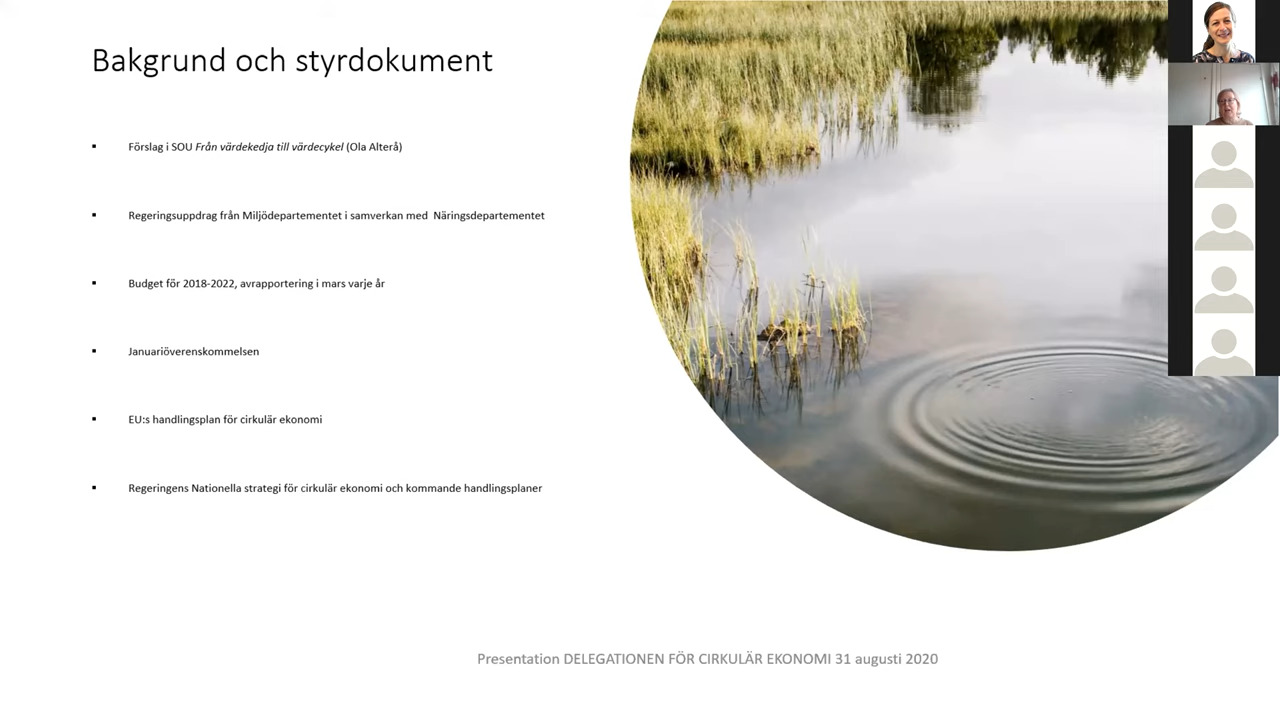 Bakgrund och styrdokument
▪ Förslag i SOU Från värdekedja till värdecykel (Ola Alterå)
▪ Regeringsuppdrag från Miljödepartementet i samverkan med Näringsdepartementet
▪ Budget för 2018-2022, avrapportering i mars varje år
▪ Januariöverenskommelsen
▪ EU:s handlingsplan för cirkulär ekonomi
▪ Regeringens Nationella strategi för cirkulär ekonomi och kommande handlingsplaner
Presentation DELEGATIONEN FÖR CIRKULÄR EKONOMI 31 augusti 2020